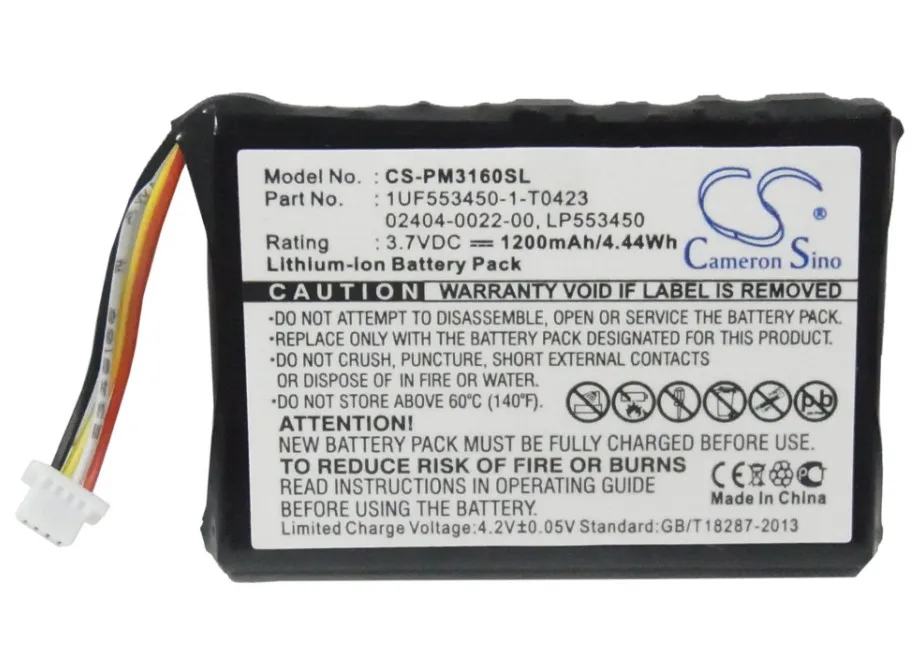 Model No. : CS-PM3160SL
Part No. : 1UF553450-1-T0423
02404-0022-00, LP553450
Rating : 3.7VDC ⎓ 1200mAh/4.44Wh
Lithium-Ion Battery Pack
CS®
Cameron Sino
CAUTION WARRANTY VOID IF LABEL IS REMOVED
•DO NOT ATTEMPT TO DISASSEMBLE, OPEN OR SERVICE THE BATTERY PACK.
•REPLACE ONLY WITH THE BATTERY PACK DESIGNATED FOR THIS PRODUCT.
•DO NOT CRUSH, PUNCTURE, SHORT EXTERNAL CONTACTS
OR DISPOSE OF IN FIRE OR WATER.
•DO NOT STORE ABOVE 60°C (140°F).
Pb
ATTENTION!
NEW BATTERY PACK MUST BE FULLY CHARGED BEFORE USE.
TO REDUCE RISK OF FIRE OR BURNS
READ INSTRUCTIONS IN OPERATING GUIDE
BEFORE USING BATTERY PACK.
CE
Made In China
Limited Charge Voltage:4.2V±0.05V Standard:GB/T18287-2013